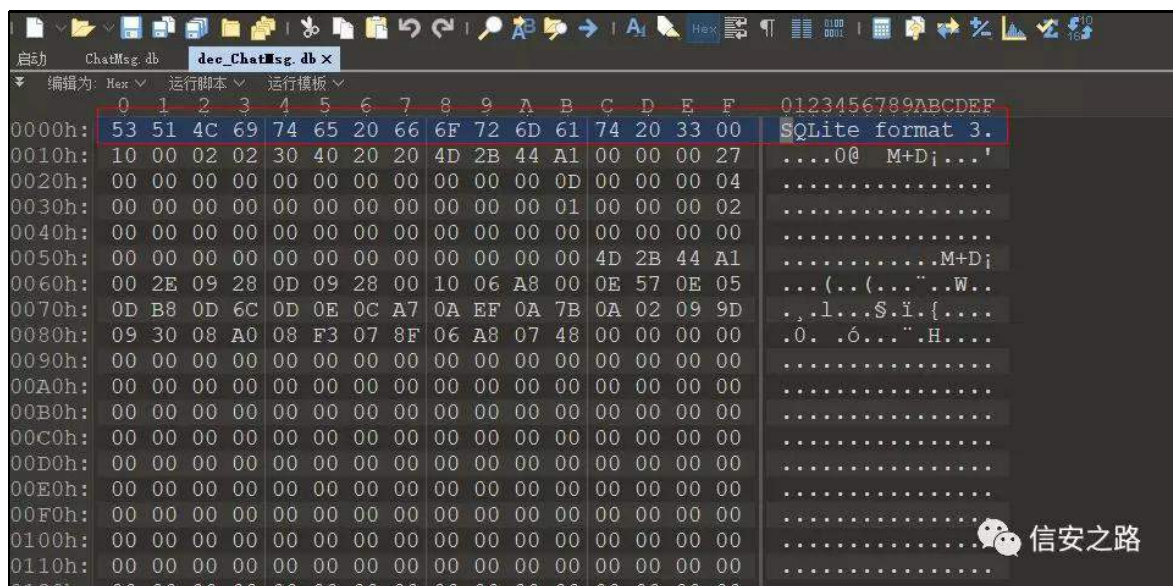 启动 ChatMsg.db dec_ChatMsg.db ×
编辑为: Hex 运行脚本 运行模板
0 1 2 3 4 5 6 7 8 9 A B C D E F 0123456789ABCDEF
0000h: 53 51 4C 69 74 65 20 66 6F 72 6D 61 74 20 33 00 SQLite format 3.
0010h: 10 00 02 02 30 40 20 20 4D 2B 44 A1 00 00 00 27 ....0@  M+D¡...'
0020h: 00 00 00 00 00 00 00 00 00 00 00 0D 00 00 00 04 ................
0030h: 00 00 00 00 00 00 00 00 00 00 00 01 00 00 00 02 ................
0040h: 00 00 00 00 00 00 00 00 00 00 00 00 00 00 00 00 ................
0050h: 00 00 00 00 00 00 00 00 00 00 00 00 4D 2B 44 A1 ............M+D¡
0060h: 00 2E 09 28 0D 09 28 00 10 06 A8 00 0E 57 0E 05 ...(..(...¨..W..
0070h: 0D B8 0D 6C 0D 0E 0C A7 0A EF 0A 7B 0A 02 09 9D .¸.l...§.ï.{....
0080h: 09 30 08 A0 08 F3 07 8F 06 A8 07 48 00 00 00 00 .0. .ó...¨.H....
0090h: 00 00 00 00 00 00 00 00 00 00 00 00 00 00 00 00 ................
00A0h: 00 00 00 00 00 00 00 00 00 00 00 00 00 00 00 00 ................
00B0h: 00 00 00 00 00 00 00 00 00 00 00 00 00 00 00 00 ................
00C0h: 00 00 00 00 00 00 00 00 00 00 00 00 00 00 00 00 ................
00D0h: 00 00 00 00 00 00 00 00 00 00 00 00 00 00 00 00 ................
00E0h: 00 00 00 00 00 00 00 00 00 00 00 00 00 00 00 00 ................
00F0h: 00 00 00 00 00 00 00 00 00 00 00 00 00 00 00 00 ................
0100h: 00 00 00 00 00 00 00 00 00 00 00 00 00 00 00 00 ................
0110h: 00 00 00 00 00 00 00 00 00 00 00 00 00 00 00 00 ................
信安之路